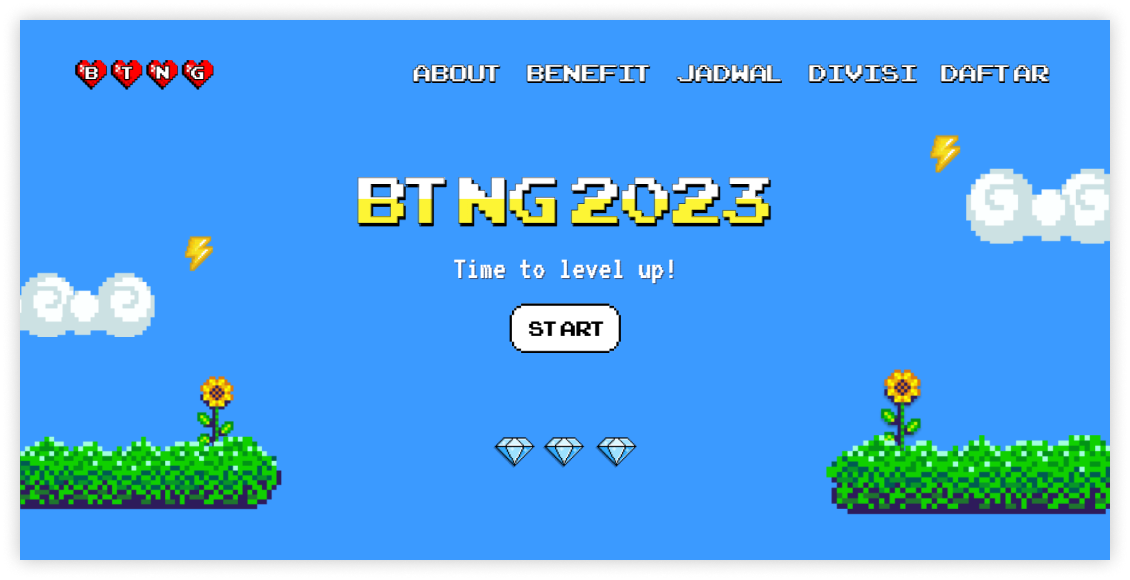 B T N G ABOUT BENEFIT JADWAL DIVISI DAFTAR
BTNG 2023
Time to level up!
START